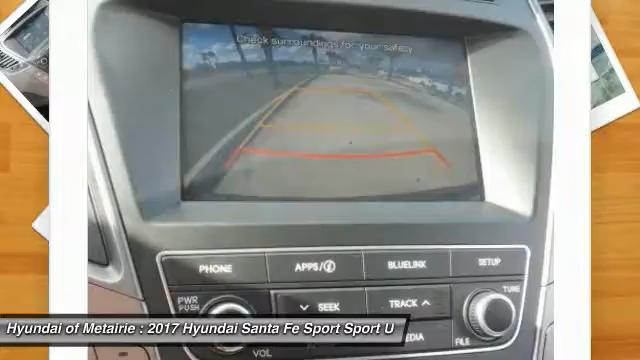 Check surroundings for your safety
PHONE
APPS/i
BLUELINK
SETUP
PWR
PUSH
SEEK
TRACK
TUNE
FILE
VOL
Hyundai of Metairie : 2017 Hyundai Santa Fe Sport Sport U